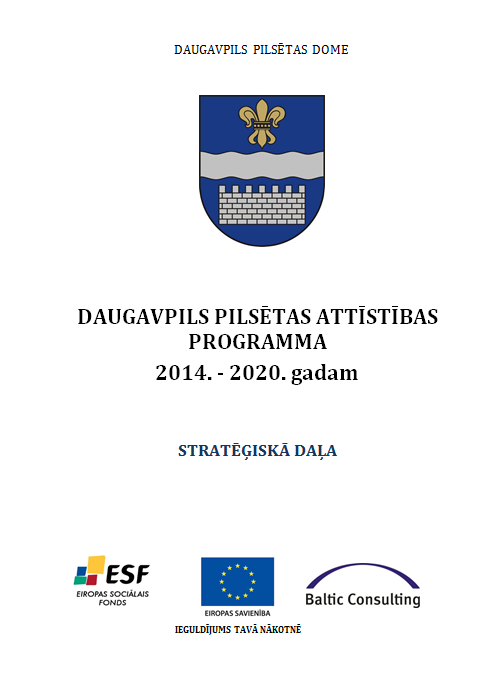 DAUGAVPILS PILSĒTAS DOME
DAUGAVPILS PILSĒTAS ATTĪSTĪBAS
PROGRAMMA
2014. - 2020. gadam
STRATĒĢISKĀ DAĻA
ESF
EIROPAS SOCIĀLAIS
FONDS
EIROPAS SAVIENĪBA
Baltic Consulting
IEGULDĪJUMS TAVĀ NĀKOTNĒ